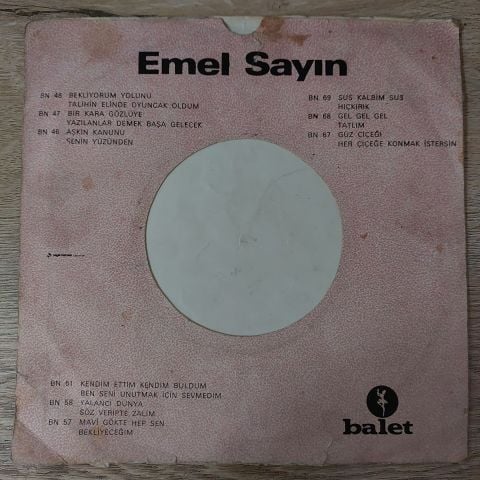 Emel Sayın
BN 48 BEKLİYORUM YOLUNU
TALİHİN ELİNDE OYUNCAK OLDUM
BN 47 BİR KARA GÖZLÜYE
YAZILANLAR DEMEK BAŞA GELECEK
BN 46 AŞKIN KANUNU
SENİN YÜZÜNDEN
BN 69 SUS KALBİM SUS
HIÇKIRIK
BN 68 GEL GEL GEL
TATLIM
BN 67 GÜZ ÇİÇEĞİ
HER ÇİÇEĞE KONMAK İSTERSİN
BN 61 KENDİM ETTİM KENDİM BULDUM
BEN SENİ UNUTMAK İÇİN SEVMEDİM
BN 58 YALANCI DÜNYA
SÖZ VERİPTE ZALİM
BN 57 MAVİ GÖKTE HEP SEN
BEKLİYECEĞİM
balet